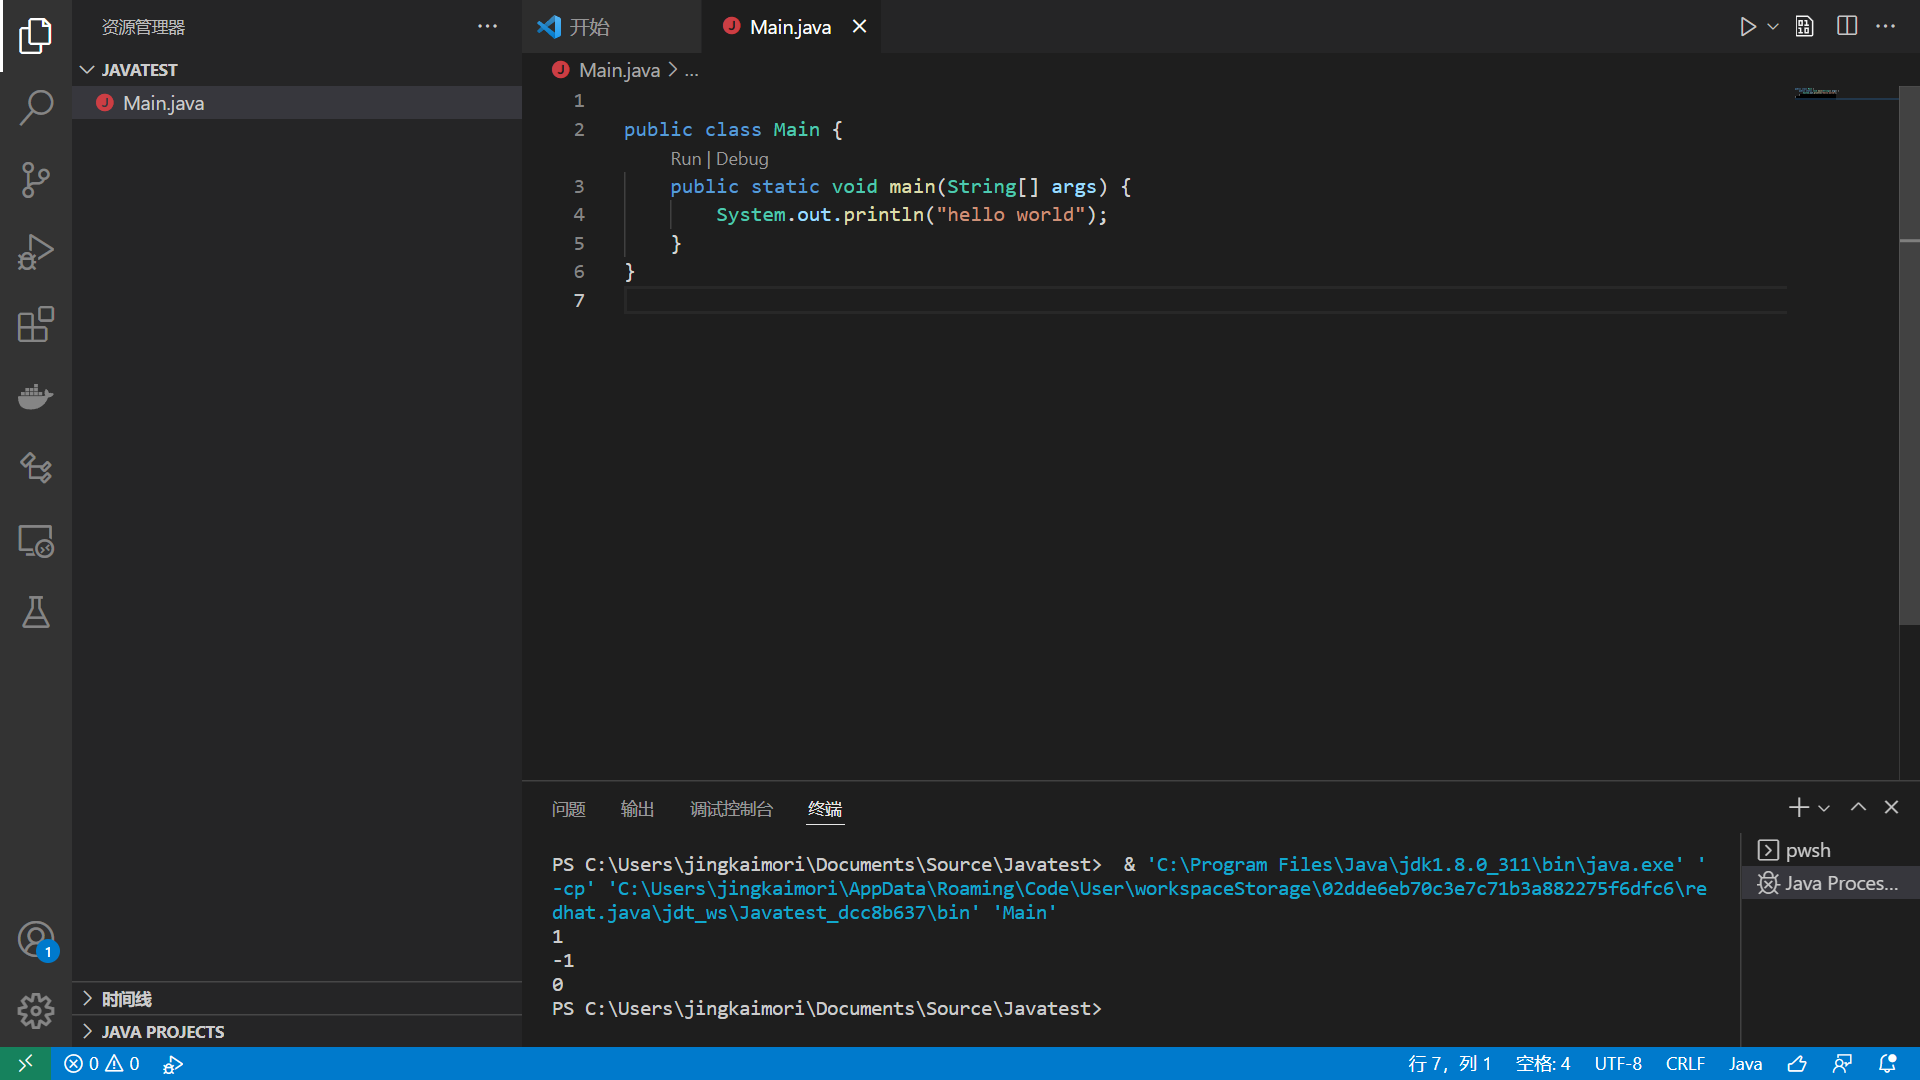 资源管理器
JAVATEST
Main.java
时间线
JAVA PROJECTS
1
开始
Main.java
Main.java > ...
1
2 public class Main {
Run | Debug
3 public static void main(String[] args) {
4 System.out.println("hello world");
5 }
6 }
7
问题 输出 调试控制台 终端
PS C:\Users\jingkaimori\Documents\Source\Javatest>  & 'C:\Program Files\Java\jdk1.8.0_311\bin\java.exe' '
-cp' 'C:\Users\jingkaimori\AppData\Roaming\Code\User\workspaceStorage\02dde6eb70c3e7c71b3a882275f6dfc6\re
dhat.java\jdt_ws\Javatest_dcc8b637\bin' 'Main'
1
-1
0
PS C:\Users\jingkaimori\Documents\Source\Javatest>
pwsh
Java Proces...
0 0
行 7，列 1 空格: 4 UTF-8 CRLF Java